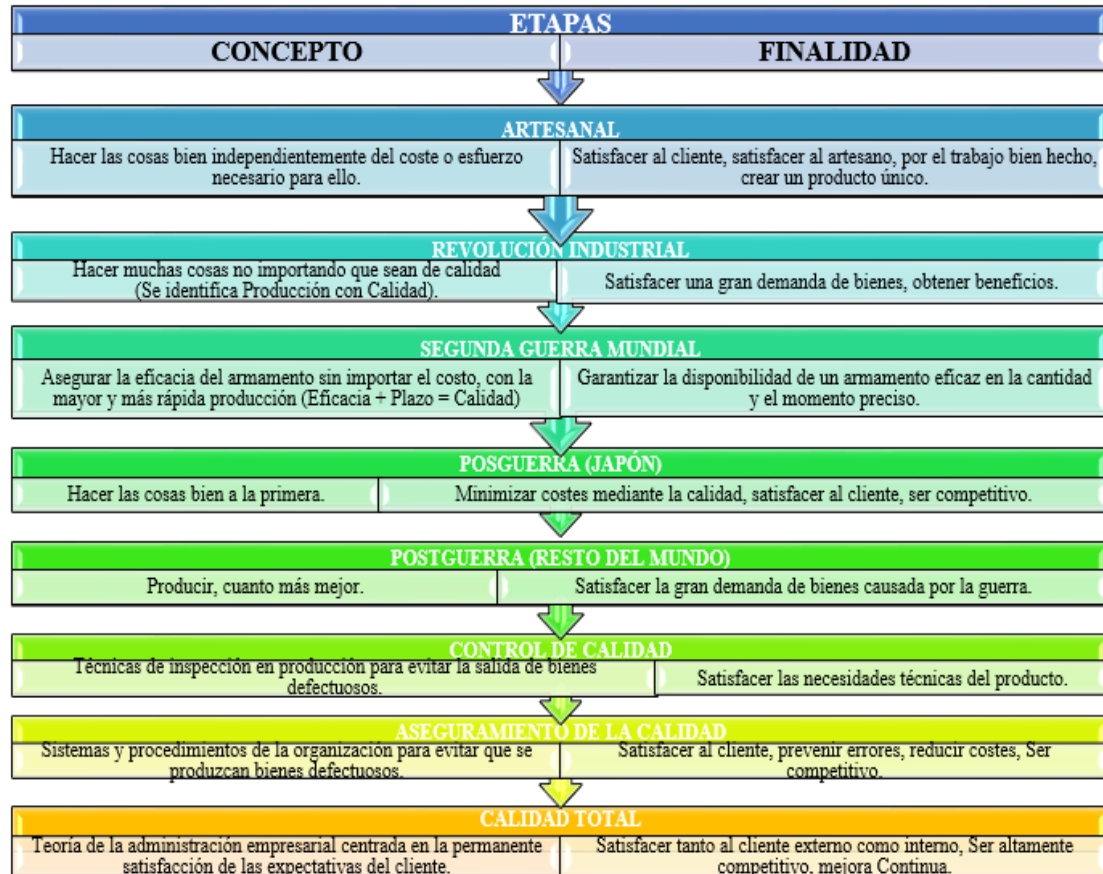 ETAPAS
CONCEPTO
FINALIDAD
ARTESANAL
Hacer las cosas bien independientemente del coste o esfuerzo
necesario para ello.
Satisfacer al cliente, satisfacer al artesano, por el trabajo bien hecho,
crear un producto único.
REVOLUCIÓN INDUSTRIAL
Hacer muchas cosas no importando que sean de calidad
(Se identifica Producción con Calidad).
Satisfacer una gran demanda de bienes, obtener beneficios.
SEGUNDA GUERRA MUNDIAL
Asegurar la eficacia del armamento sin importar el costo, con la
mayor y más rápida producción (Eficacia + Plazo = Calidad)
Garantizar la disponibilidad de un armamento eficaz en la cantidad
y el momento preciso.
POSGUERRA (JAPÓN)
Hacer las cosas bien a la primera.
Minimizar costes mediante la calidad, satisfacer al cliente, ser competitivo.
POSTGUERRA (RESTO DEL MUNDO)
Producir, cuanto más mejor.
Satisfacer la gran demanda de bienes causada por la guerra.
CONTROL DE CALIDAD
Técnicas de inspección en producción para evitar la salida de bienes
defectuosos.
Satisfacer las necesidades técnicas del producto.
ASEGURAMIENTO DE LA CALIDAD
Sistemas y procedimientos de la organización para evitar que se
produzcan bienes defectuosos.
Satisfacer al cliente, prevenir errores, reducir costes, Ser
competitivo.
CALIDAD TOTAL
Teoría de la administración empresarial centrada en la permanente
satisfacción de las expectativas del cliente.
Satisfacer tanto al cliente externo como interno, Ser altamente
competitivo, mejora Continua.